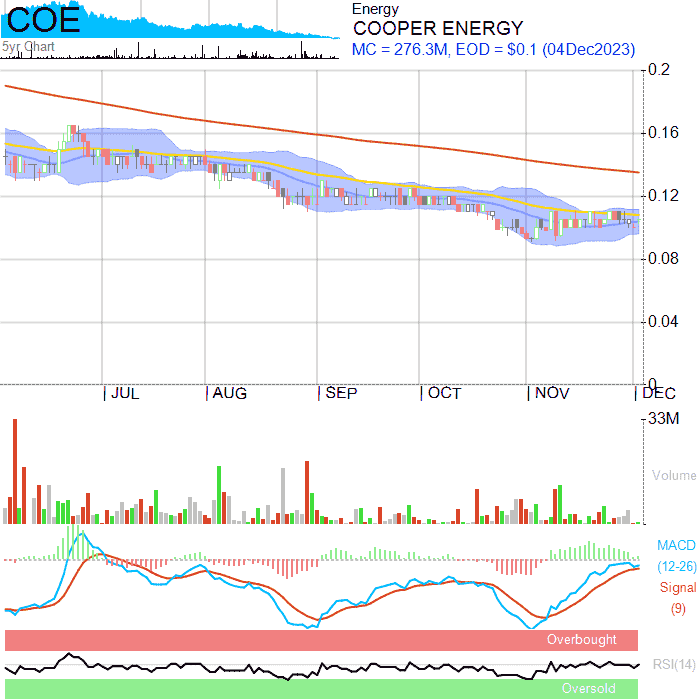 COE
5yr Chart
Energy
COOPER ENERGY
MC = 276.3M, EOD = $0.1 (04Dec2023)
0.2
0.16
0.12
0.08
0.04
0
JUL AUG SEP OCT NOV DEC
33M
Volume
MACD
(12-26)
Signal
(9)
Overbought
RSI(14)
Oversold